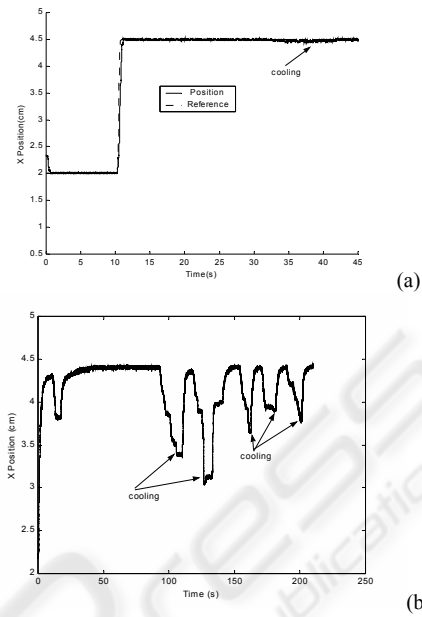 5
4.5
4
cooling
3.5
Position
Reference
3
2.5
2
1.5
1
0.5
0 5 10 15 20 25 30 35 40 45
X Position(cm)
Time(s)
(a)
5
4.5
4
3.5
3
2.5
2
0 50 100 150 200 250
X Position (cm)
cooling
cooling
Time (s)
(b